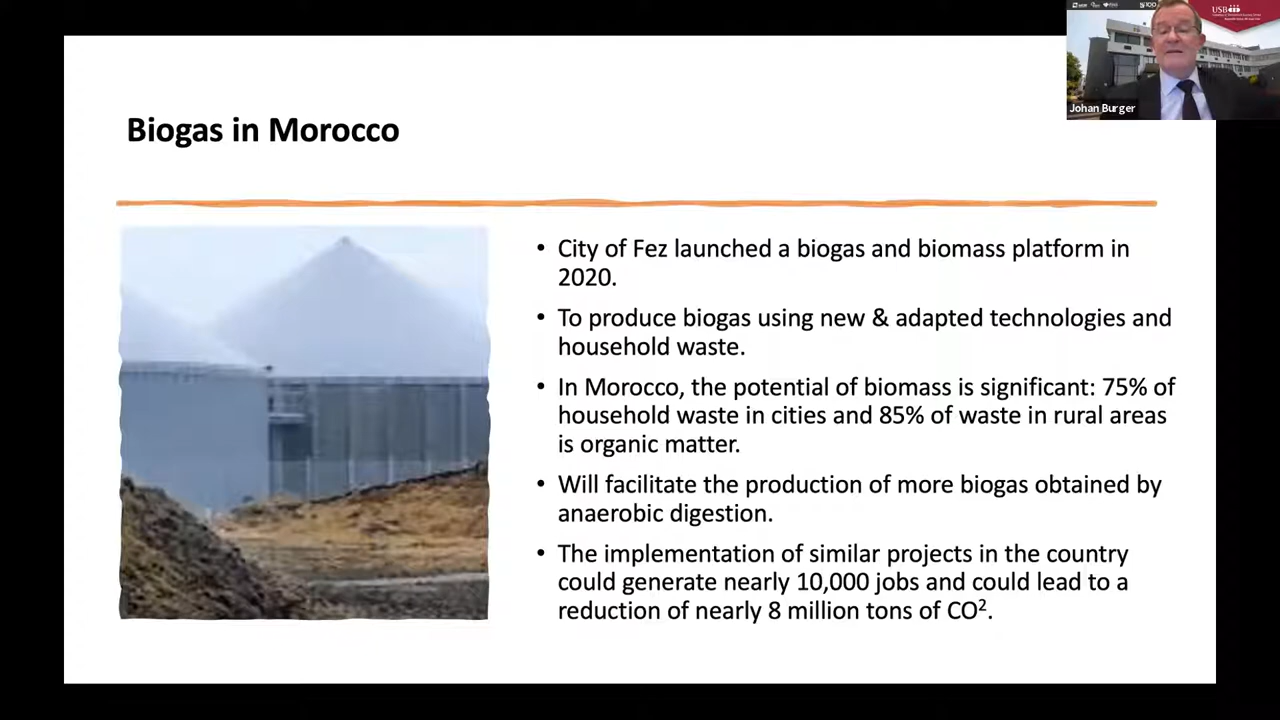 USB
Johan Burger
Biogas in Morocco
• City of Fez launched a biogas and biomass platform in
2020.
• To produce biogas using new & adapted technologies and
household waste.
• In Morocco, the potential of biomass is significant: 75% of
household waste in cities and 85% of waste in rural areas
is organic matter.
• Will facilitate the production of more biogas obtained by
anaerobic digestion.
• The implementation of similar projects in the country
could generate nearly 10,000 jobs and could lead to a
reduction of nearly 8 million tons of CO².